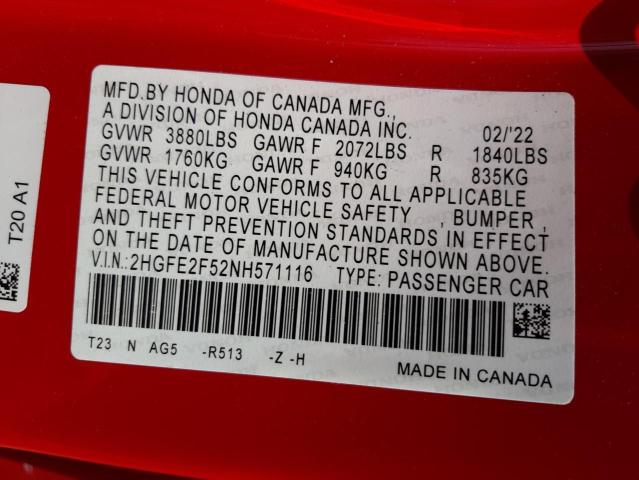 MFD.BY HONDA OF CANADA MFG.,
A DIVISION OF HONDA CANADA INC. 02/'22
GVWR 3880LBS GAWR F 2072LBS R 1840LBS
GVWR 1760KG GAWR F 940KG R 835KG
THIS VEHICLE CONFORMS TO ALL APPLICABLE
FEDERAL MOTOR VEHICLE SAFETY , BUMPER ,
AND THEFT PREVENTION STANDARDS IN EFFECT
ON THE DATE OF MANUFACTURE SHOWN ABOVE.
V.I.N.:2HGFE2F52NH571116 TYPE: PASSENGER CAR
T23 N AG5 -R513 -Z -H
MADE IN CANADA
T20 A1